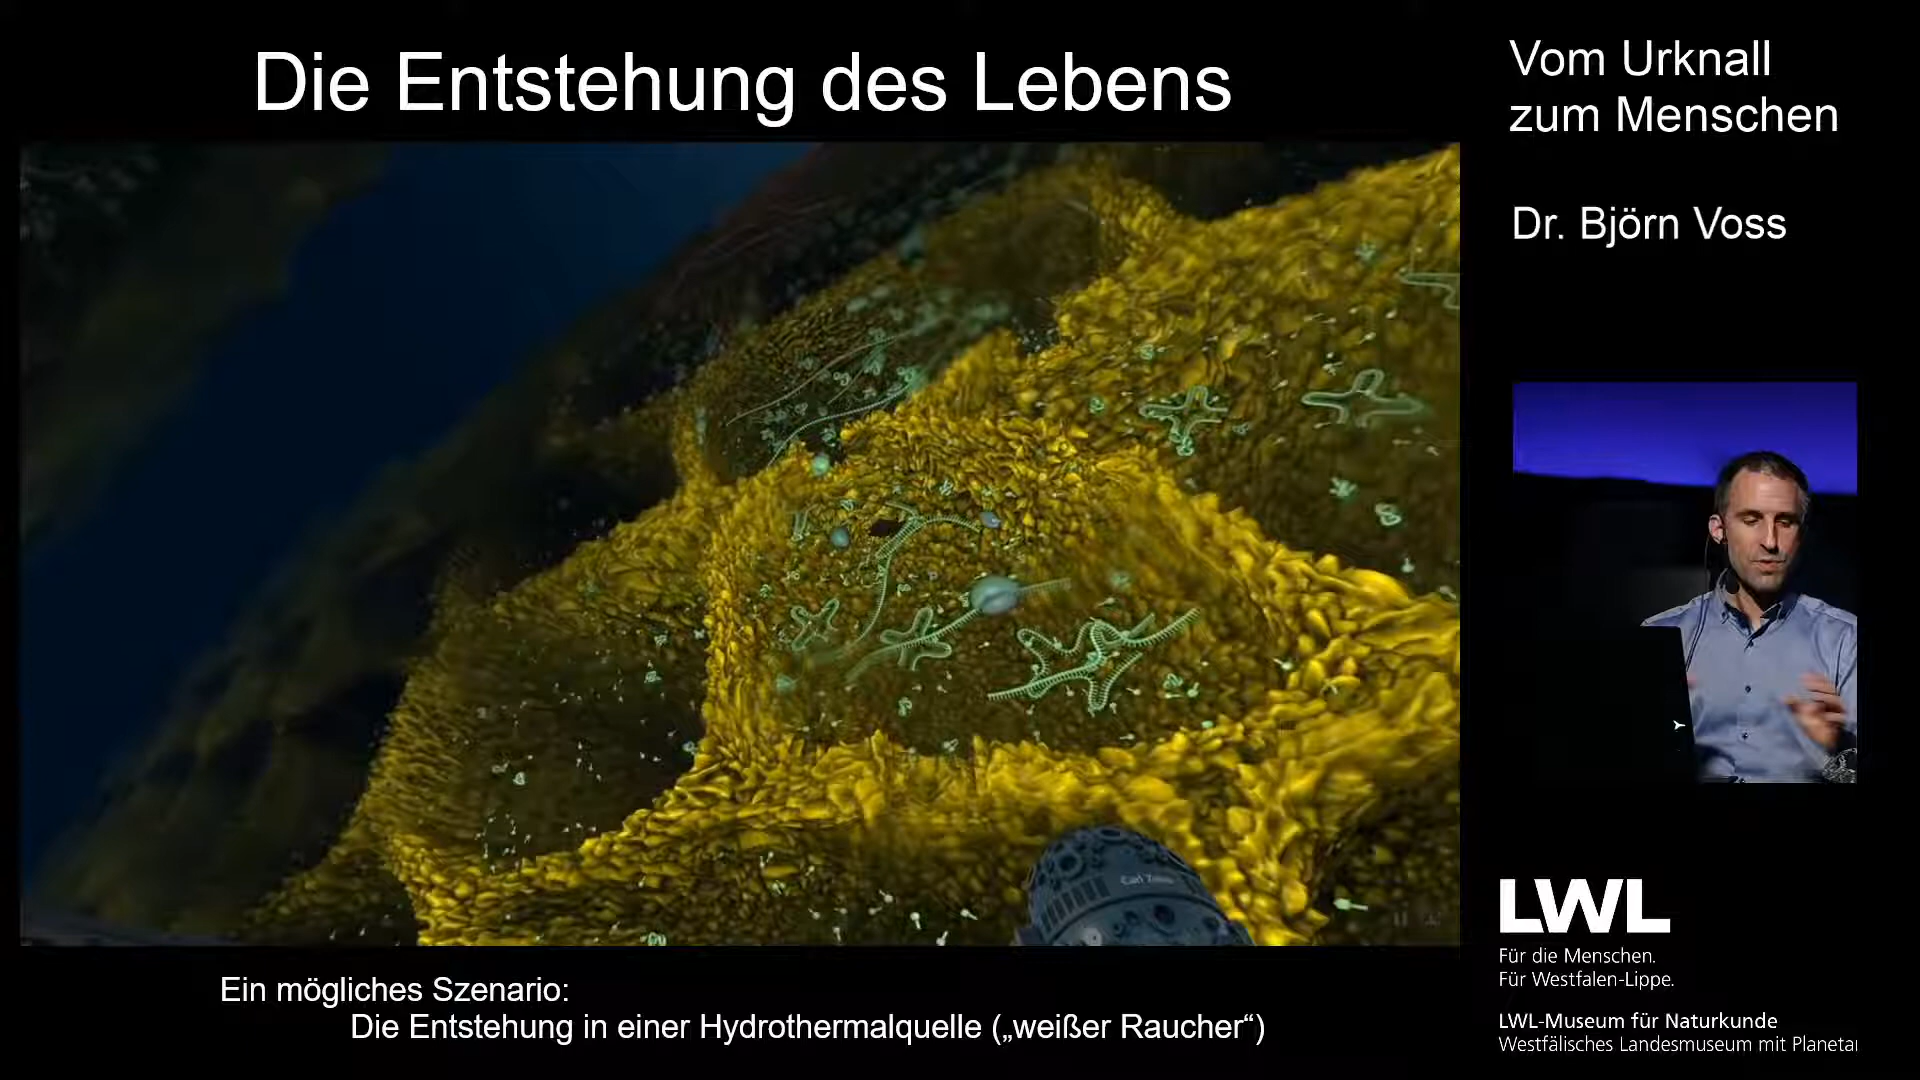 Die Entstehung des Lebens
Vom Urknall
zum Menschen
Dr. Björn Voss
Ein mögliches Szenario:
Die Entstehung in einer Hydrothermalquelle („weißer Raucher“)
LWL
Für die Menschen.
Für Westfalen-Lippe.
LWL-Museum für Naturkunde
Westfälisches Landesmuseum mit Planeta